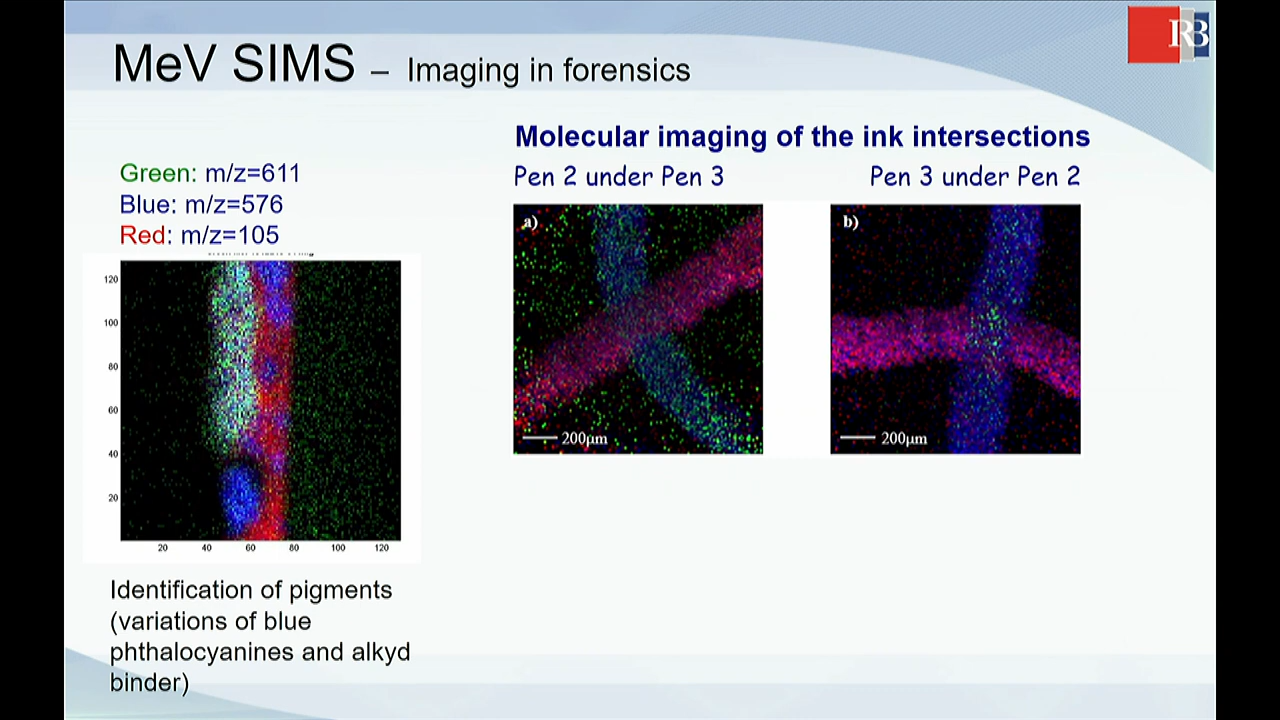 MeV SIMS – Imaging in forensics
RB
Molecular imaging of the ink intersections
Green: m/z=611
Blue: m/z=576
Red: m/z=105
Pen 2 under Pen 3
Pen 3 under Pen 2
a)
200µm
b)
200µm
120
100
80
60
40
20
20 40 60 80 100 120
Identification of pigments
(variations of blue
phthalocyanines and alkyd
binder)